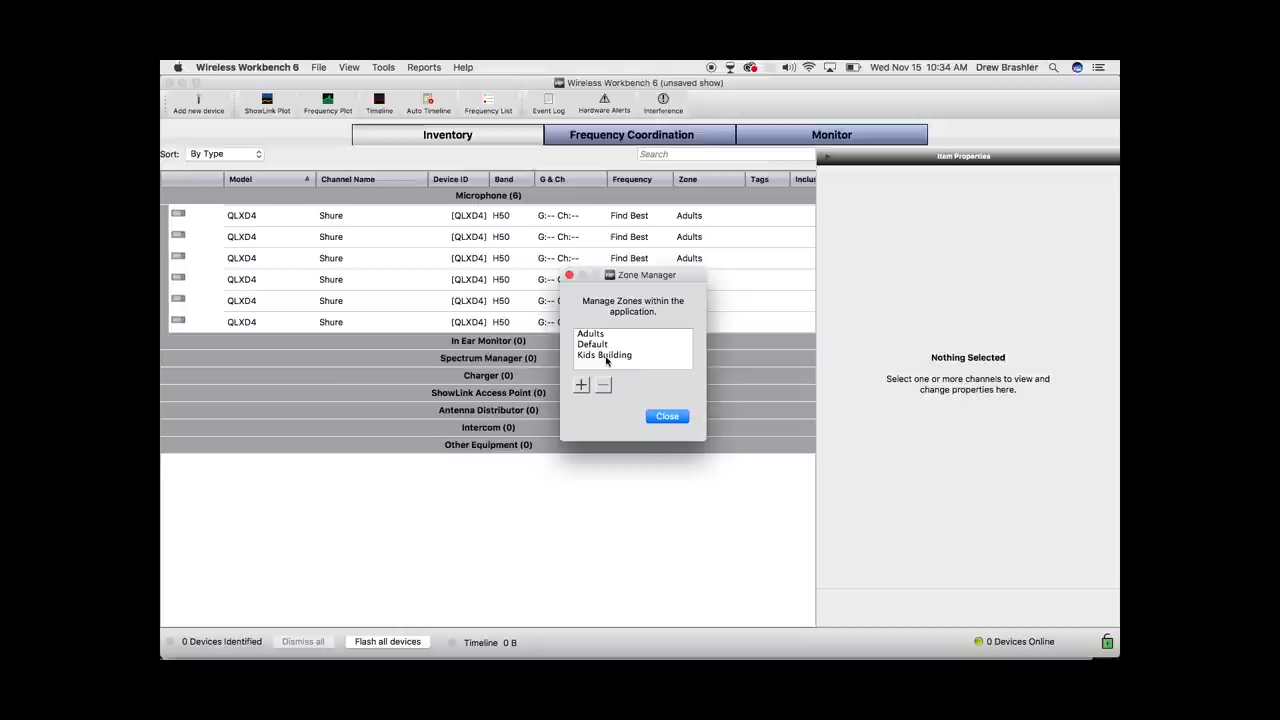 Wireless Workbench 6 File View Tools Reports Help Wed Nov 15 10:34 AM Drew Brashler
Wireless Workbench 6 (unsaved show)
Add new device ShowLink Plot Frequency Plot Timeline Auto Timeline Frequency List Event Log Hardware Alerts Interference
Inventory Frequency Coordination Monitor
Sort: By Type Search Item Properties
Model Channel Name Device ID Band G & Ch Frequency Zone Tags Inclus
Microphone (6)
QLXD4 Shure [QLXD4] H50 G:-- Ch:-- Find Best Adults
QLXD4 Shure [QLXD4] H50 G:-- Ch:-- Find Best Adults
QLXD4 Shure [QLXD4] H50 G:-- Ch:-- Find Best Adults
QLXD4 Shure [QLXD4] H50 G:-- C
QLXD4 Shure [QLXD4] H50 G:-- C
QLXD4 Shure [QLXD4] H50 G:-- C
In Ear Monitor (0)
Spectrum Manager (0)
Charger (0)
ShowLink Access Point (0)
Antenna Distributor (0)
Intercom (0)
Other Equipment (0)
Zone Manager
Manage Zones within the
application.
Adults
Default
Kids Building
Close
Nothing Selected
Select one or more channels to view and
change properties here.
0 Devices Identified Dismiss all Flash all devices Timeline 0 B 0 Devices Online